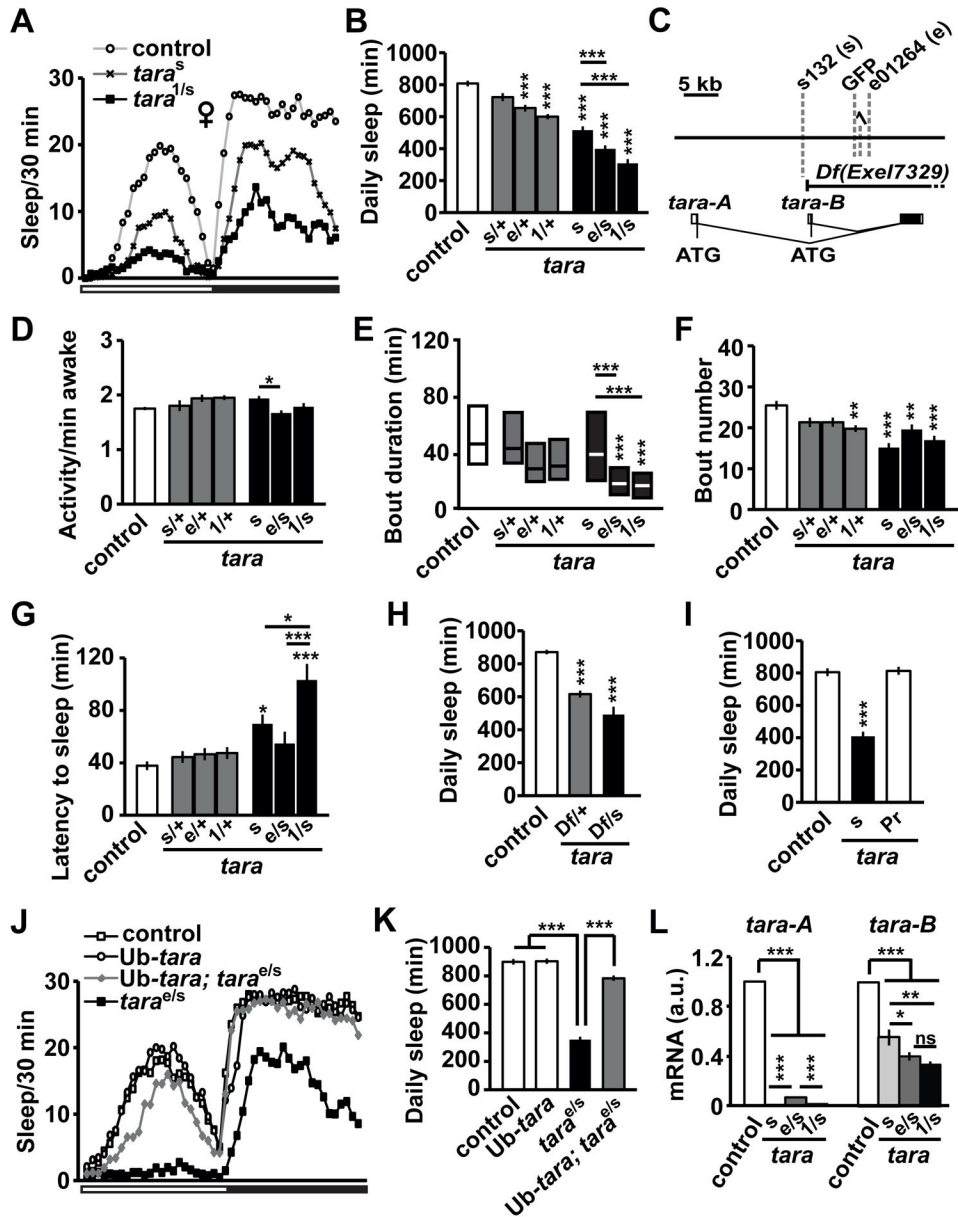 A
control
tara^s
tara^1/s
♀
Sleep/30 min
30
20
10
0
B
Daily sleep (min)
1000
800
600
400
200
0
*** ***
*** ***
*** *** ***
control
s/+ e/+ 1/+ s e/s 1/s
tara
C
5 kb
s132 (s)
GFP
e01264 (e)
Df(Exel7329)
tara-A
tara-B
ATG
ATG
D
Activity/min awake
3
2
1
0
*
control
s/+ e/+ 1/+ s e/s 1/s
tara
E
Bout duration (min)
120
80
40
0
***
***
*** ***
control
s/+ e/+ 1/+ s e/s 1/s
tara
F
Bout number
40
30
20
10
0
** *** ** ***
control
s/+ e/+ 1/+ s e/s 1/s
tara
G
Latency to sleep (min)
120
80
40
0
*
***
* ***
control
s/+ e/+ 1/+ s e/s 1/s
tara
H
Daily sleep (min)
1000
800
600
400
200
0
*** ***
control
Df/+ Df/s
tara
I
Daily sleep (min)
1000
800
600
400
200
0
***
control
s Pr
tara
J
control
Ub-tara
Ub-tara; tara^e/s
tara^e/s
Sleep/30 min
30
20
10
0
K
Daily sleep (min)
1000
800
600
400
200
0
*** ***
control
Ub-tara
tara^e/s
Ub-tara; tara^e/s
L
tara-A tara-B
mRNA (a.u.)
1.2
0.8
0.4
0
***
*** ***
***
**
*
ns
control
s e/s 1/s
tara
control
s e/s 1/s
tara